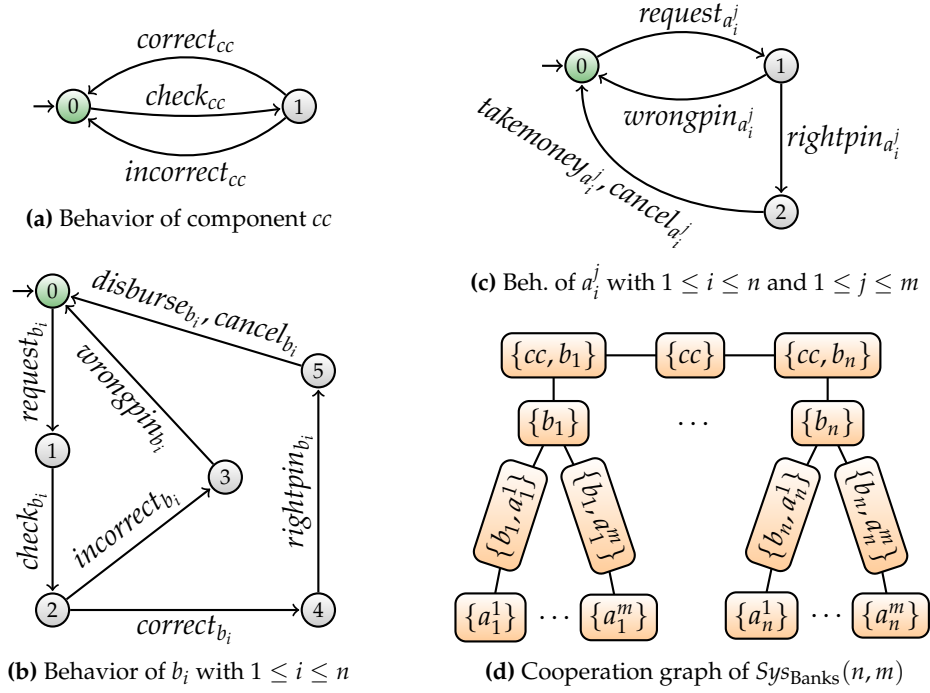 correct_cc
0
check_cc
1
incorrect_cc
(a) Behavior of component cc
request_{a_i^j}
0
1
wrongpin_{a_i^j}
rightpin_{a_i^j}
takemoney_{a_i^j}, cancel_{a_i^j}
2
(c) Beh. of a_i^j with 1 ≤ i ≤ n and 1 ≤ j ≤ m
0
disburse_{b_i}, cancel_{b_i}
request_{b_i}
wrongpin_{b_i}
5
1
3
check_{b_i}
incorrect_{b_i}
rightpin_{b_i}
2
correct_{b_i}
4
(b) Behavior of b_i with 1 ≤ i ≤ n
{cc, b_1} {cc} {cc, b_n}
{b_1} ... {b_n}
{b_1, a_1^1} {b_1, a_1^m} {b_n, a_n^1} {b_n, a_n^m}
{a_1^1} ... {a_1^m} {a_n^1} ... {a_n^m}
(d) Cooperation graph of Sys_Banks(n, m)